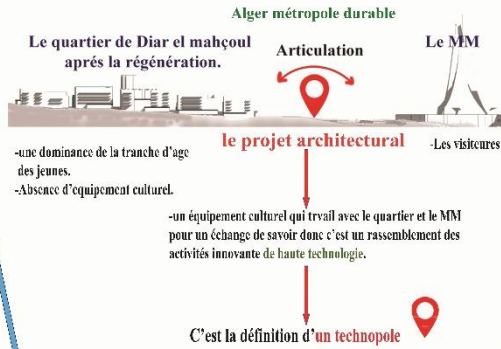 Alger métropole durable
Le quartier de Diar el mahçoul
aprés la régénération.
Articulation
Le MM
le projet architectural
-une dominance de la tranche d'age
des jeunes.
-Absence d'equipement culturel.
-Les visiteures
-un équipement culturel qui trvail avec le quartier et le MM
pour un échange de savoir donc c'est un rassemblement des
activités innovante de haute technologie.
C'est la définition d'un technopole